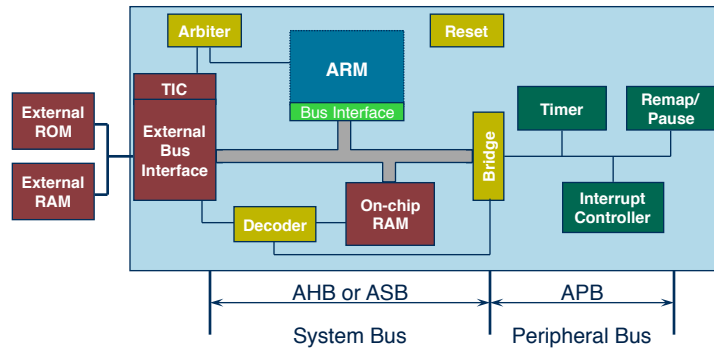 Arbiter
Reset
ARM
Bus Interface
TIC
External
Bus
Interface
External
ROM
External
RAM
Timer
Remap/
Pause
Bridge
On-chip
RAM
Decoder
Interrupt
Controller
AHB or ASB
APB
System Bus
Peripheral Bus